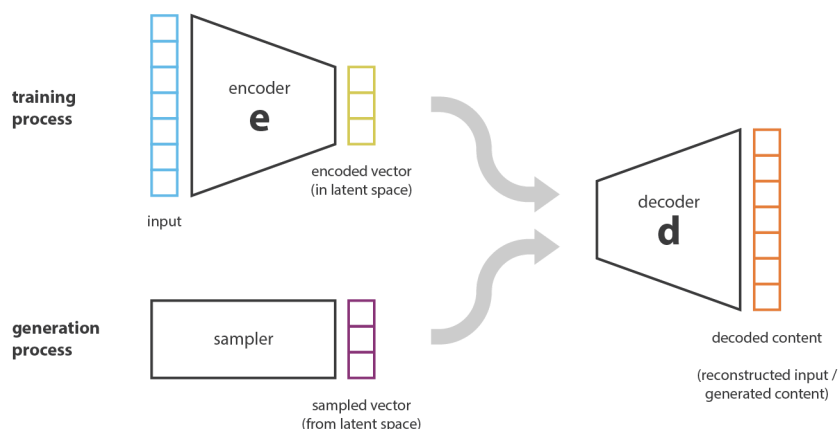 training
process
encoder
e
encoded vector
(in latent space)
input
decoder
d
generation
process
sampler
sampled vector
(from latent space)
decoded content
(reconstructed input /
generated content)